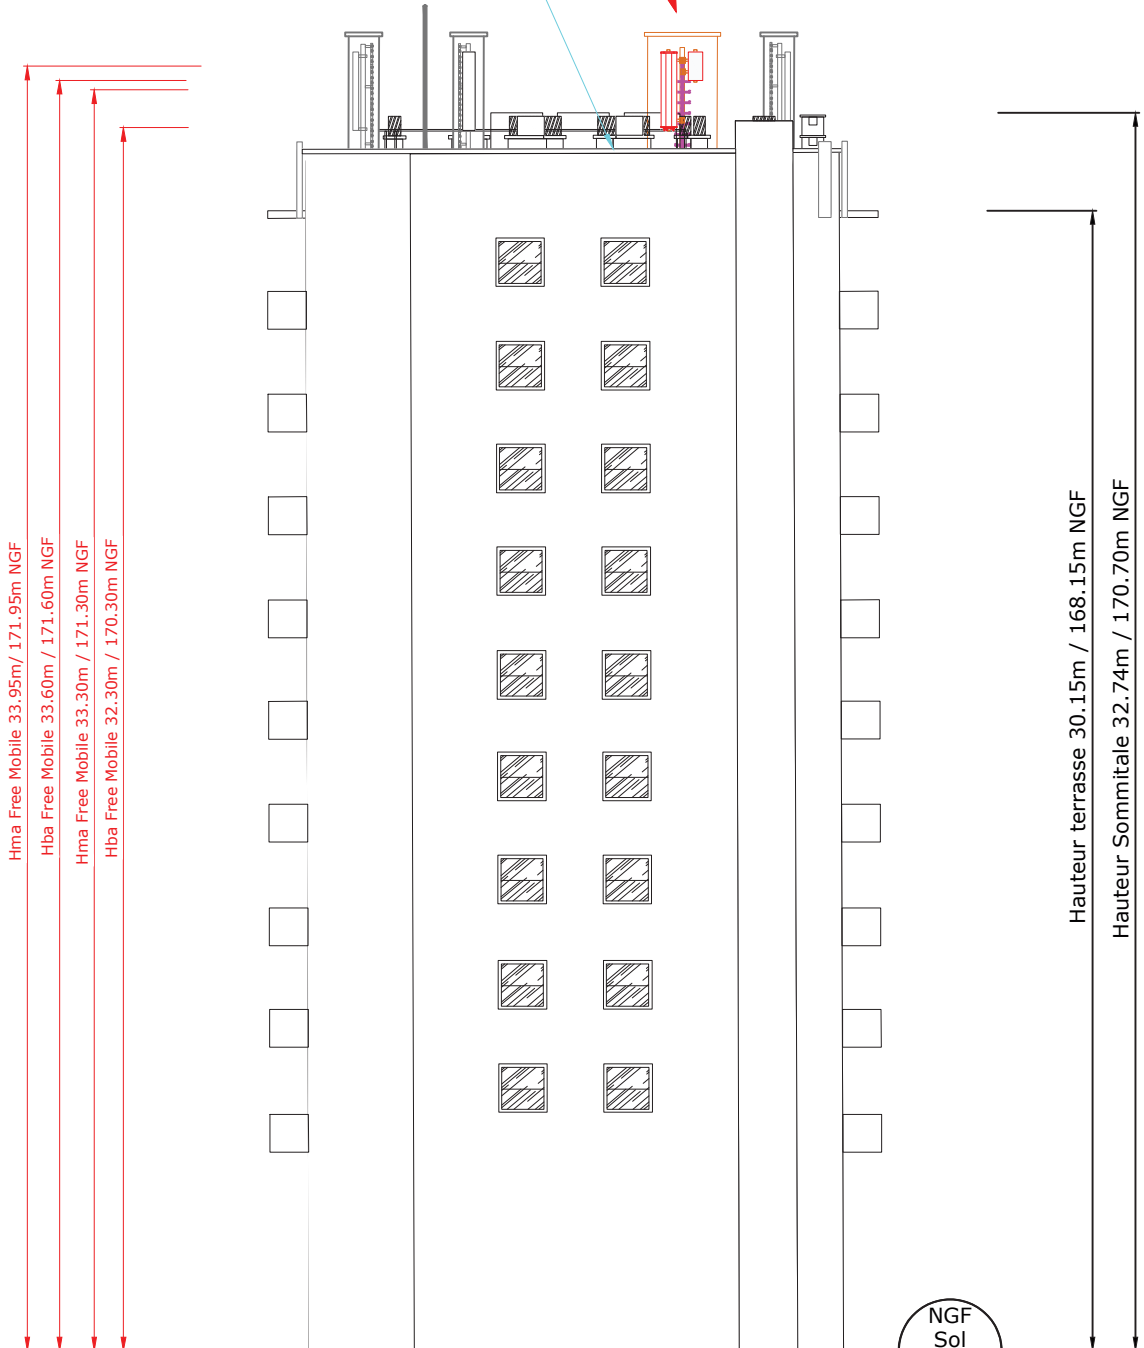 Hma Free Mobile 33.95m/ 171.95m NGF
Hba Free Mobile 33.60m / 171.60m NGF
Hma Free Mobile 33.30m / 171.30m NGF
Hba Free Mobile 32.30m / 170.30m NGF
Hauteur terrasse 30.15m / 168.15m NGF
Hauteur Sommitale 32.74m / 170.70m NGF
NGF
Sol